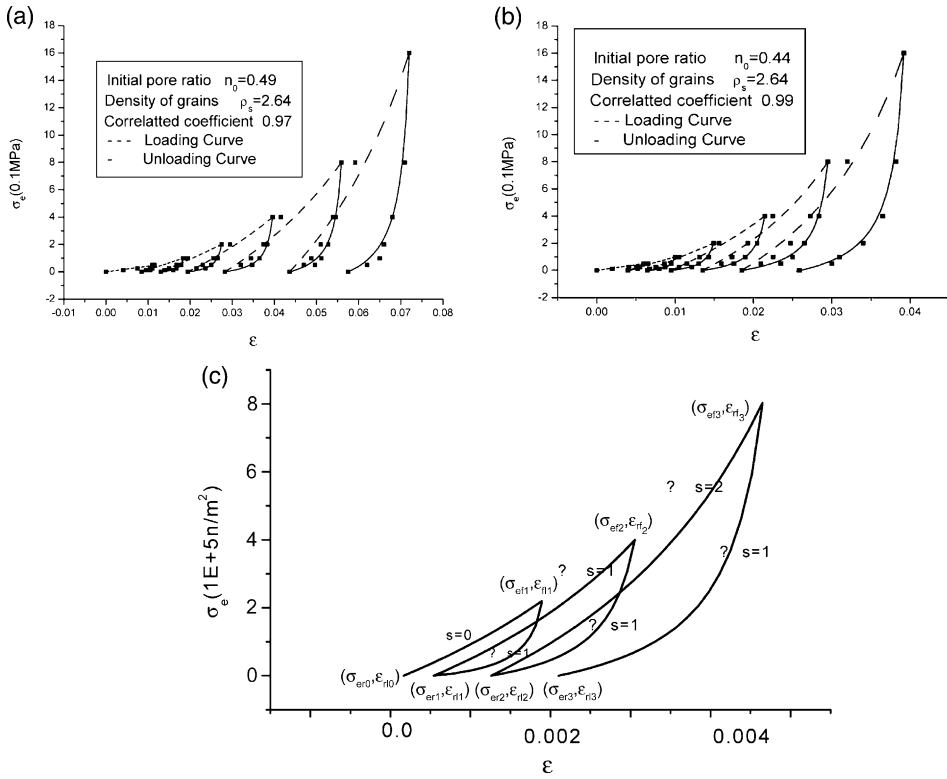 (a)
18
16
14
12
10
8
6
4
2
0
-2
σe(0.1MPa)
Initial pore ratio n0=0.49
Density of grains ρs=2.64
Correlatted coefficient 0.97
--- Loading Curve
- Unloading Curve
-0.01 0.00 0.01 0.02 0.03 0.04 0.05 0.06 0.07 0.08
ε
(b)
18
16
14
12
10
8
6
4
2
0
-2
σe(0.1MPa)
Initial pore ratio n0=0.44
Density of grains ρs=2.64
Correlatted coefficient 0.99
--- Loading Curve
- Unloading Curve
0.00 0.01 0.02 0.03 0.04
ε
(c)
8
6
4
2
0
σe(1E+5n/m²)
(σef3,εrf3)
? s=2
(σef2,εrf2)
? s=1
? s=1
(σef1,εfl1)
s=0
? s=1
? s=1
(σer0,εrl0)
(σer1,εrl1) (σer2,εrl2) (σer3,εrl3)
0.0 0.002 0.004
ε